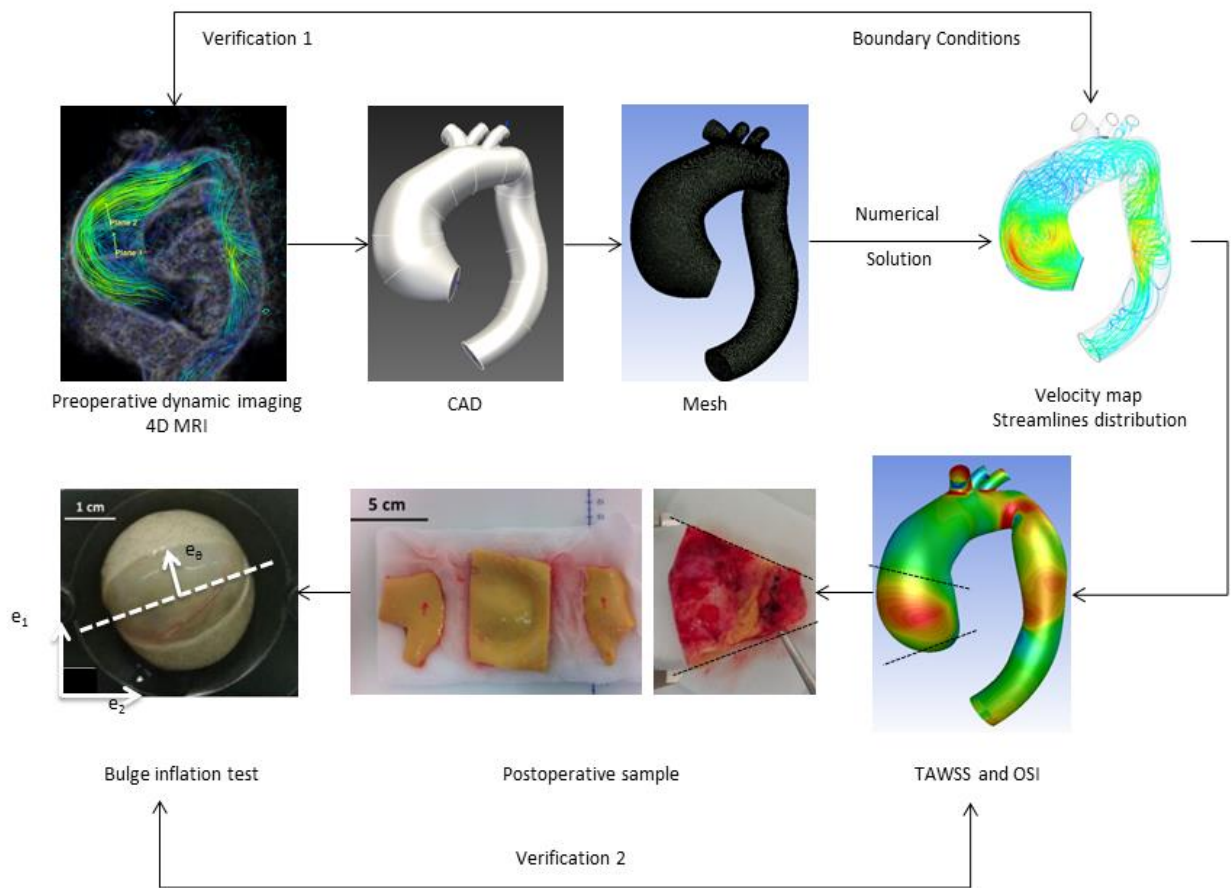 Verification 1
Boundary Conditions
Plane 2
Plane 1
Numerical
Solution
Preoperative dynamic imaging
4D MRI
CAD
Mesh
Velocity map
Streamlines distribution
1 cm
5 cm
eθ
e1
e2
Bulge inflation test
Postoperative sample
TAWSS and OSI
Verification 2